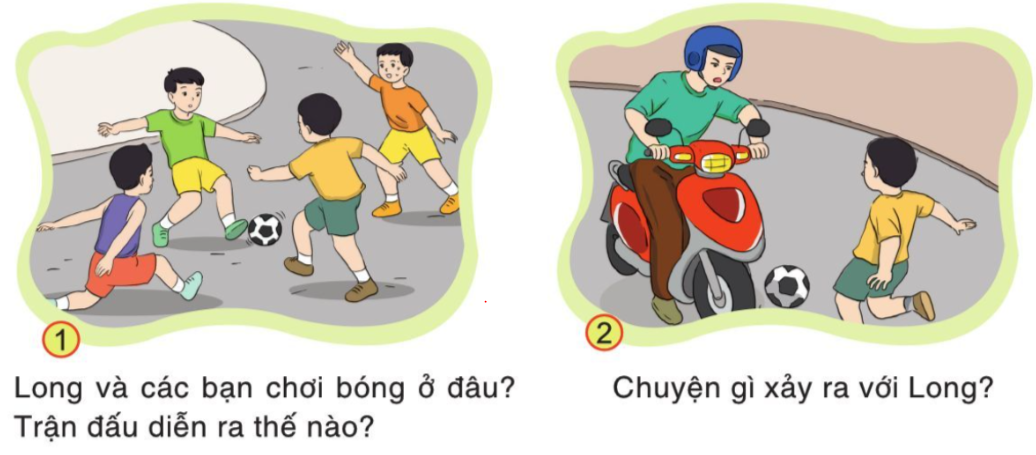 1
Long và các bạn chơi bóng ở đâu?
Trận đấu diễn ra thế nào?
2
Chuyện gì xảy ra với Long?